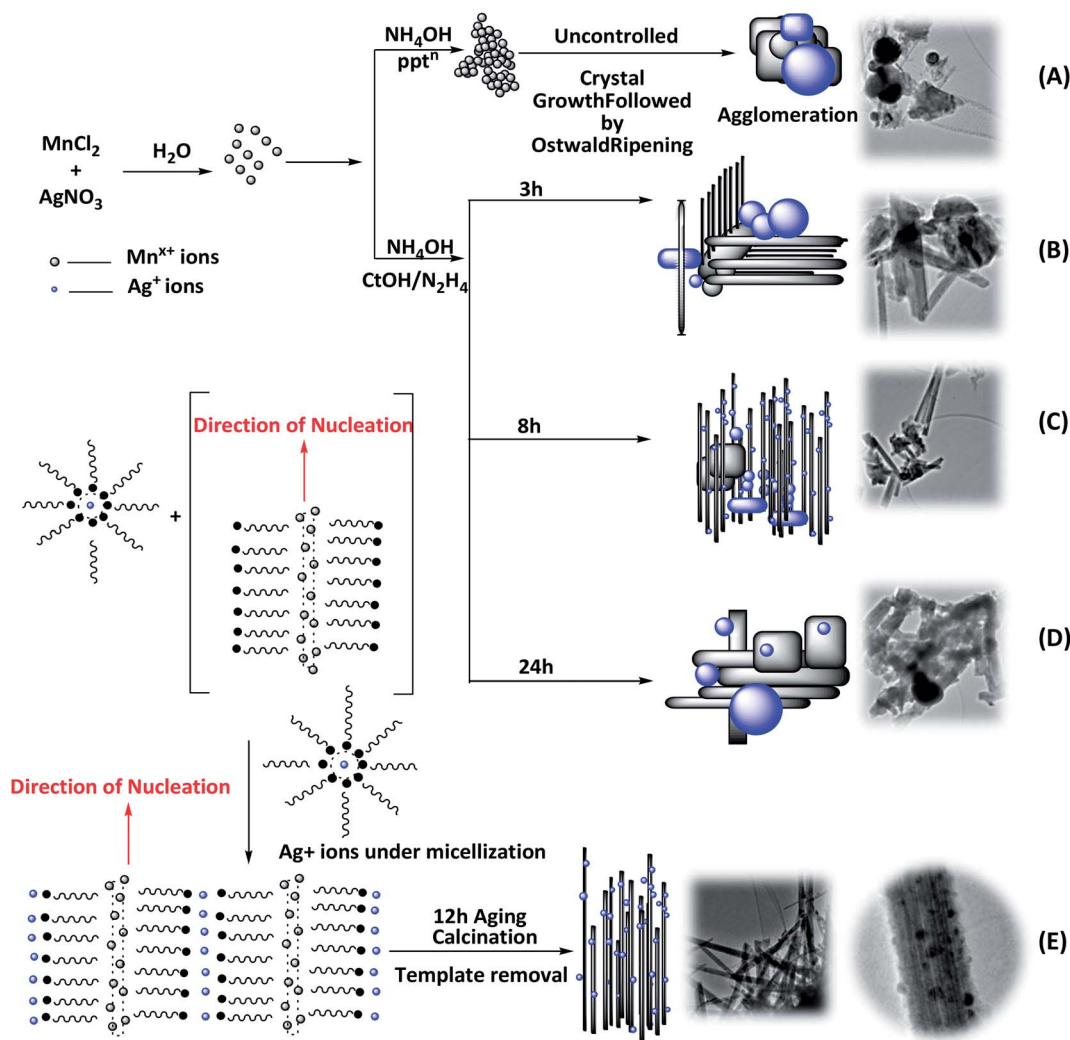 NH₄OH
pptⁿ
Uncontrolled
Crystal
GrowthFollowed
by
OstwaldRipening
Agglomeration
(A)
MnCl₂
+
AgNO₃
H₂O
3h
NH₄OH
CtOH/N₂H₄
(B)
Mnˣ⁺ ions
Ag⁺ ions
Direction of Nucleation
+
8h
(C)
24h
(D)
Direction of Nucleation
Ag+ ions under micellization
12h Aging
Calcination
Template removal
(E)